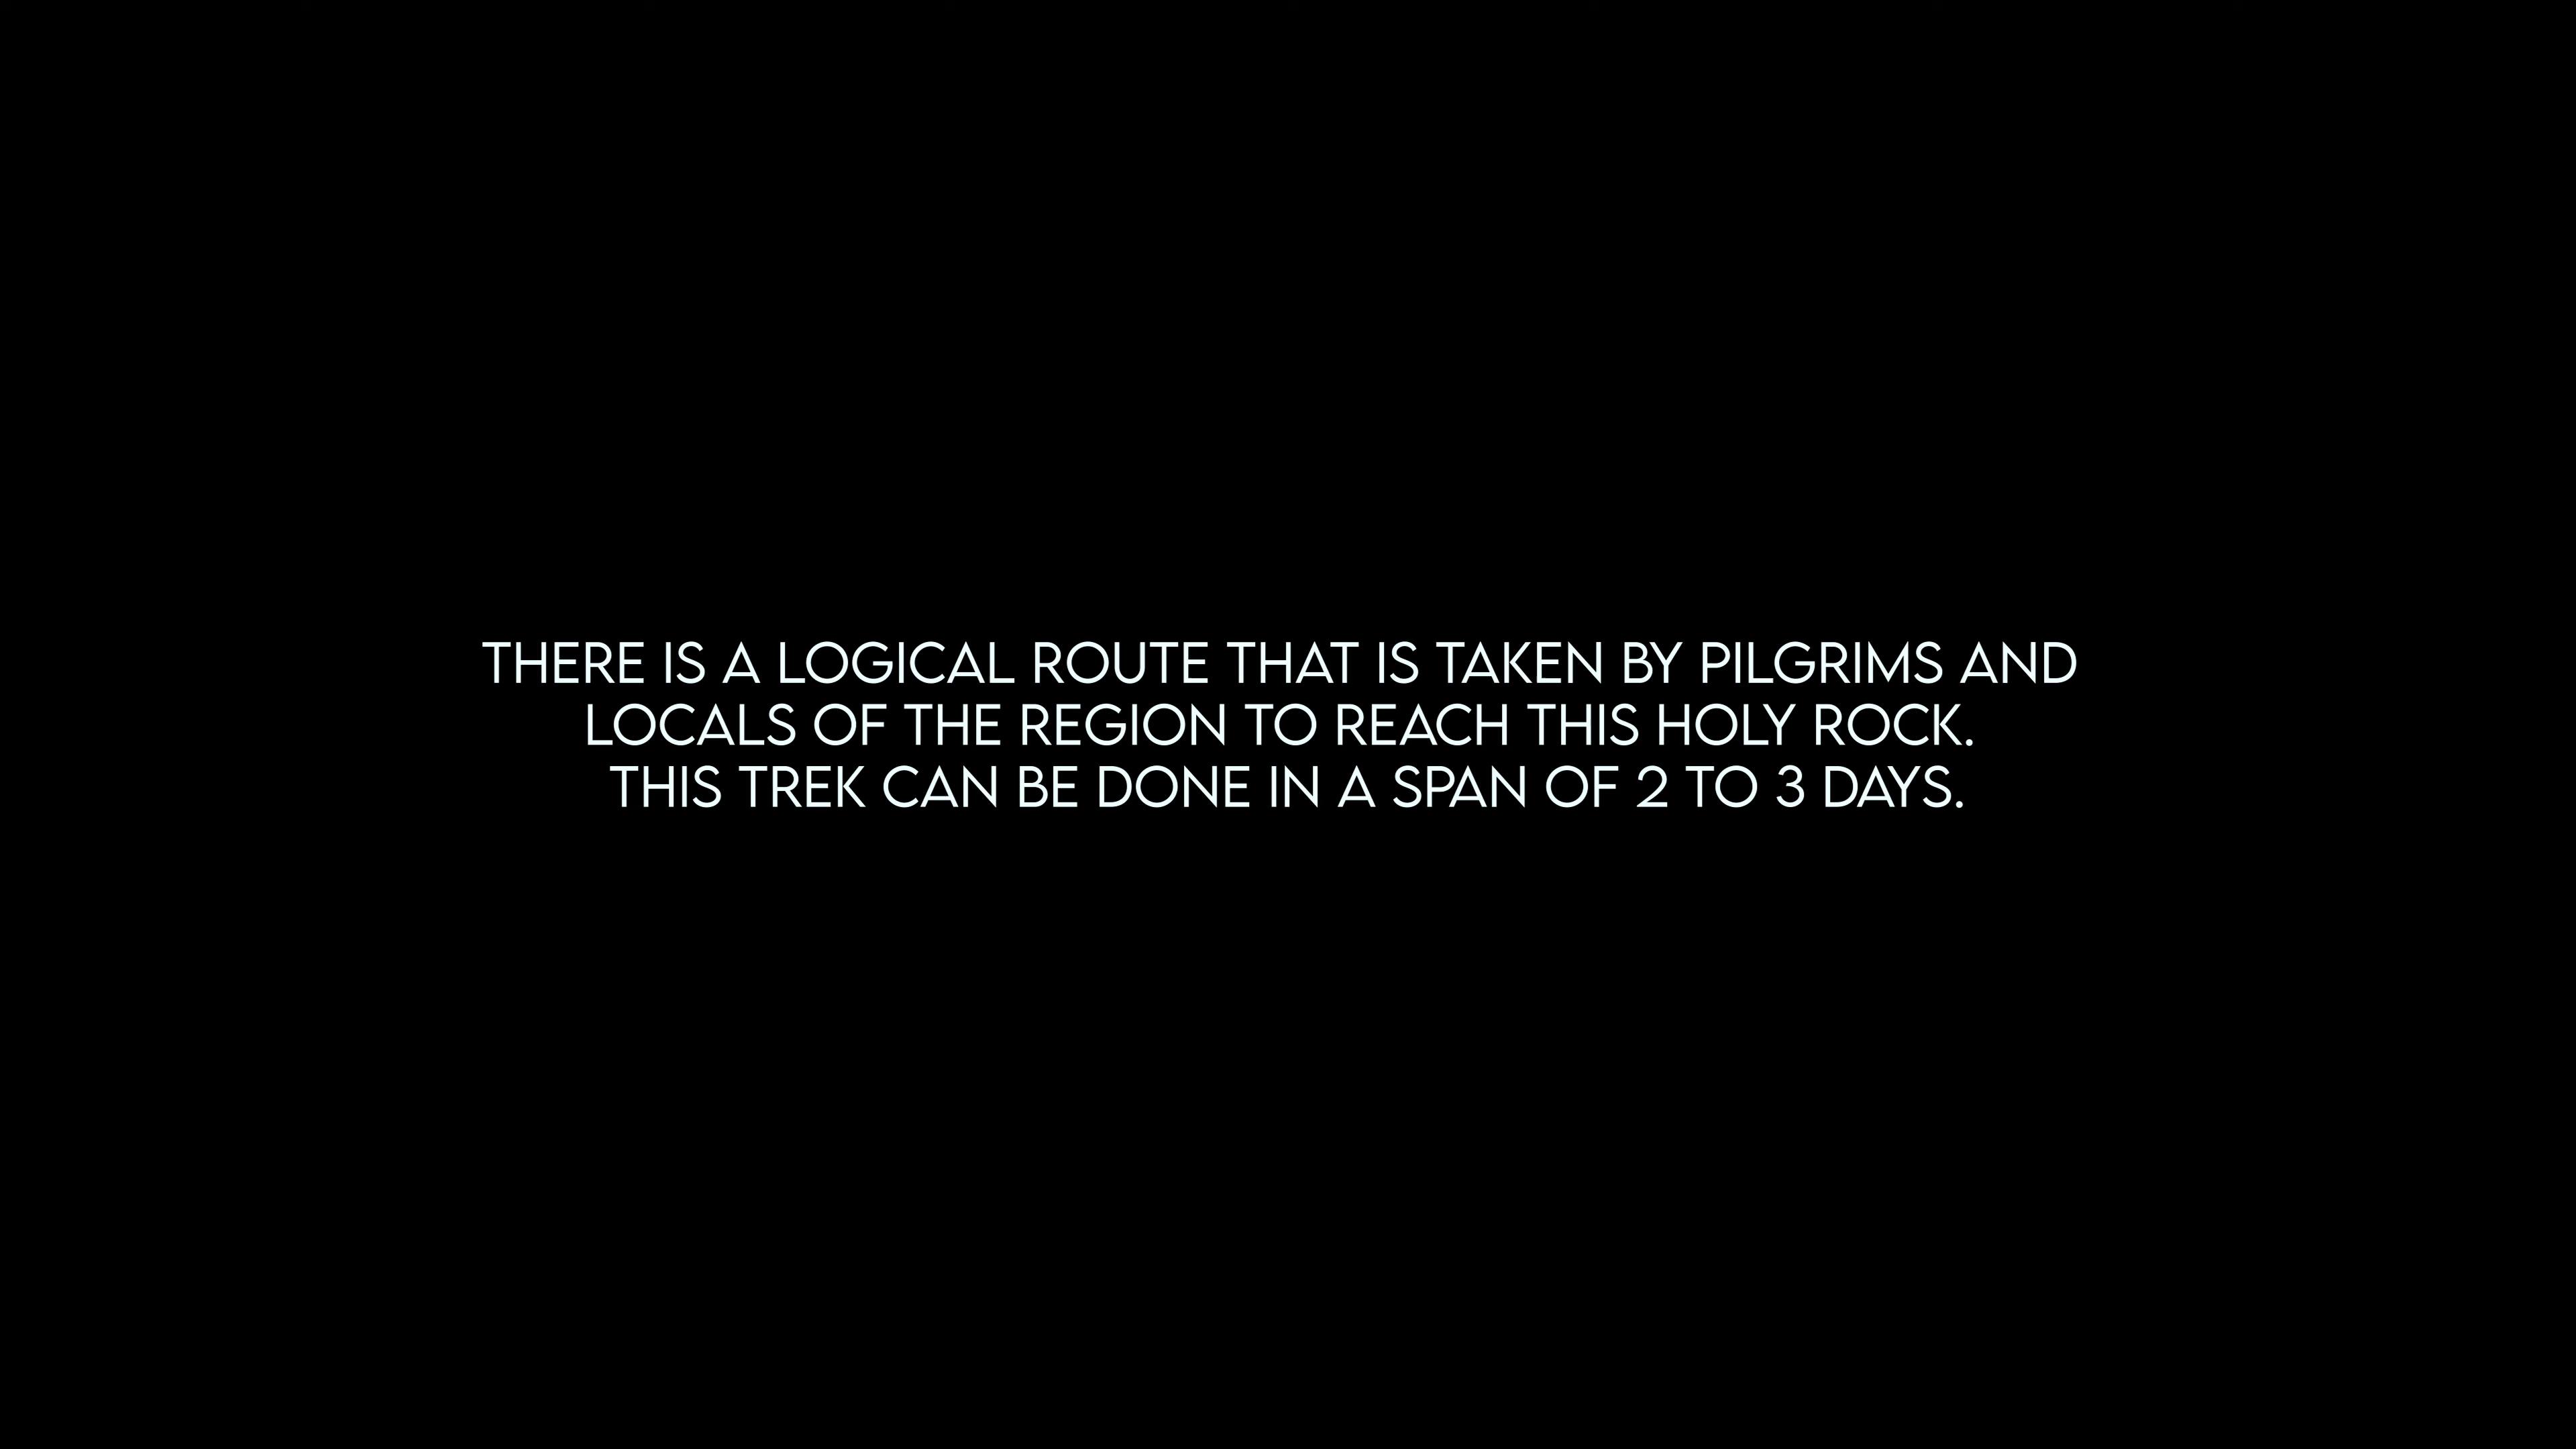 THERE IS A LOGICAL ROUTE THAT IS TAKEN BY PILGRIMS AND
LOCALS OF THE REGION TO REACH THIS HOLY ROCK.
THIS TREK CAN BE DONE IN A SPAN OF 2 TO 3 DAYS.